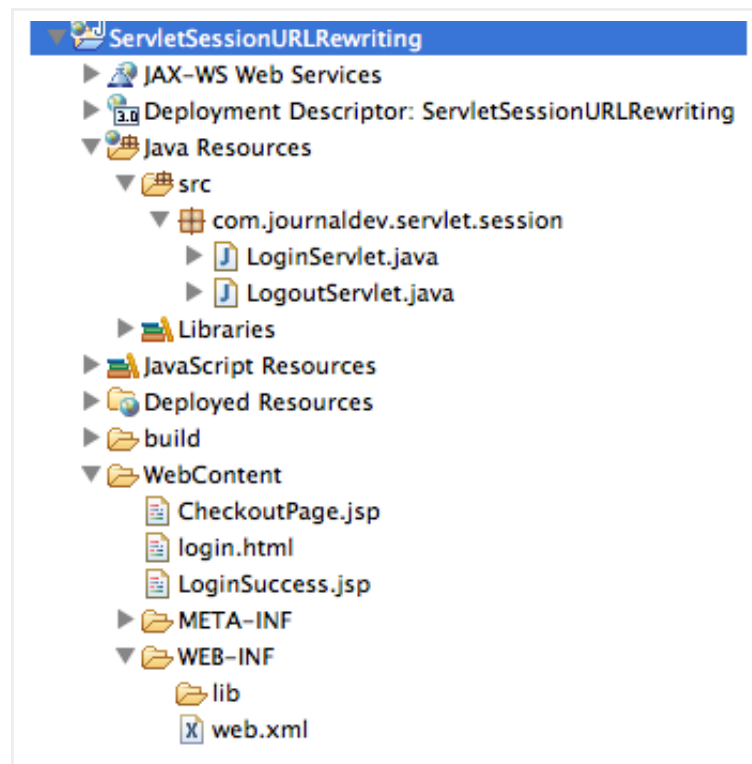 ServletSessionURLRewriting
JAX-WS Web Services
3.0 Deployment Descriptor: ServletSessionURLRewriting
Java Resources
src
com.journaldev.servlet.session
J LoginServlet.java
J LogoutServlet.java
Libraries
JavaScript Resources
Deployed Resources
build
WebContent
CheckoutPage.jsp
login.html
LoginSuccess.jsp
META-INF
WEB-INF
lib
X web.xml